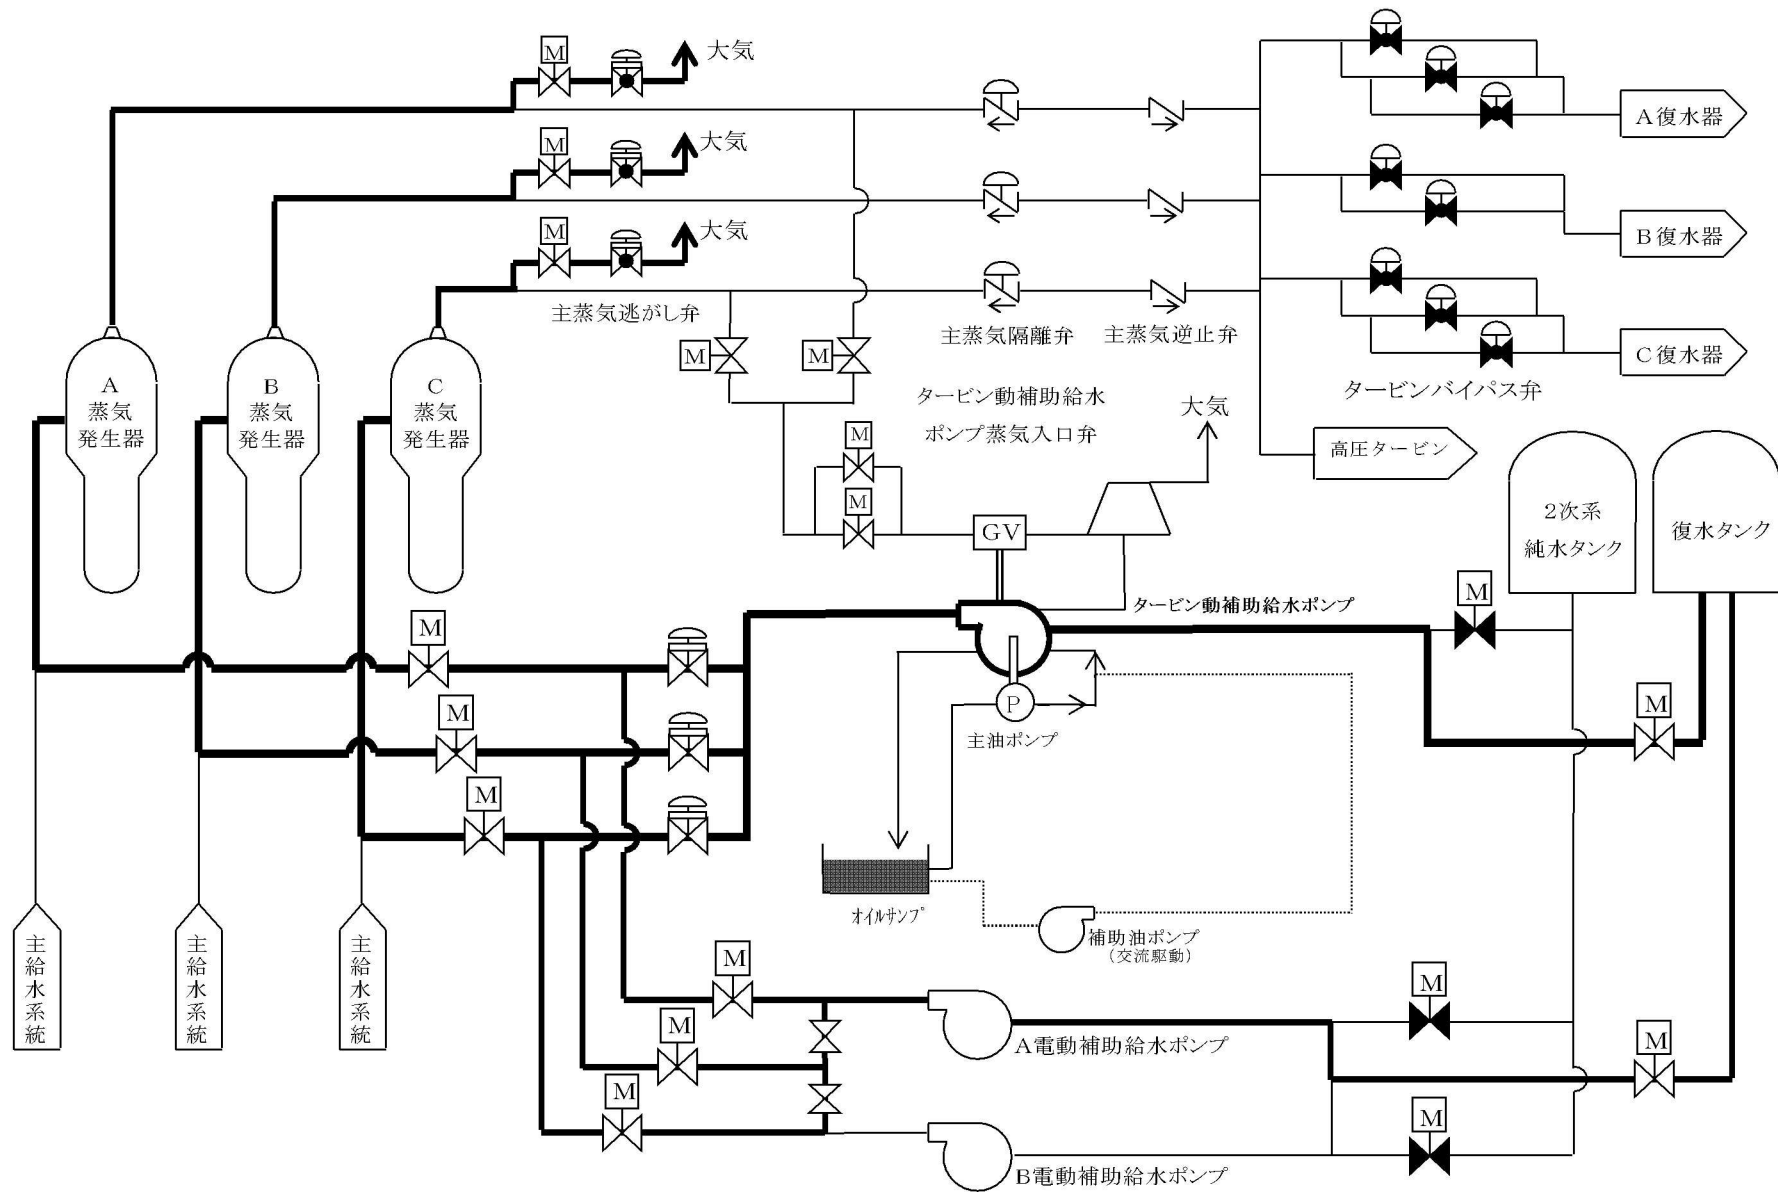 M
大気
M
大気
M
大気
主蒸気逃がし弁
主蒸気隔離弁
主蒸気逆止弁
タービンバイパス弁
A復水器
B復水器
C復水器
高圧タービン
M
M
タービン動補助給水
ポンプ蒸気入口弁
大気
M
M
GV
A
蒸気
発生器
B
蒸気
発生器
C
蒸気
発生器
2次系
純水タンク
復水タンク
タービン動補助給水ポンプ
M
M
M
M
M
P
主油ポンプ
オイルサンプ
補助油ポンプ
（交流駆動）
主給水系統
主給水系統
主給水系統
M
M
M
A電動補助給水ポンプ
B電動補助給水ポンプ
M
M
M